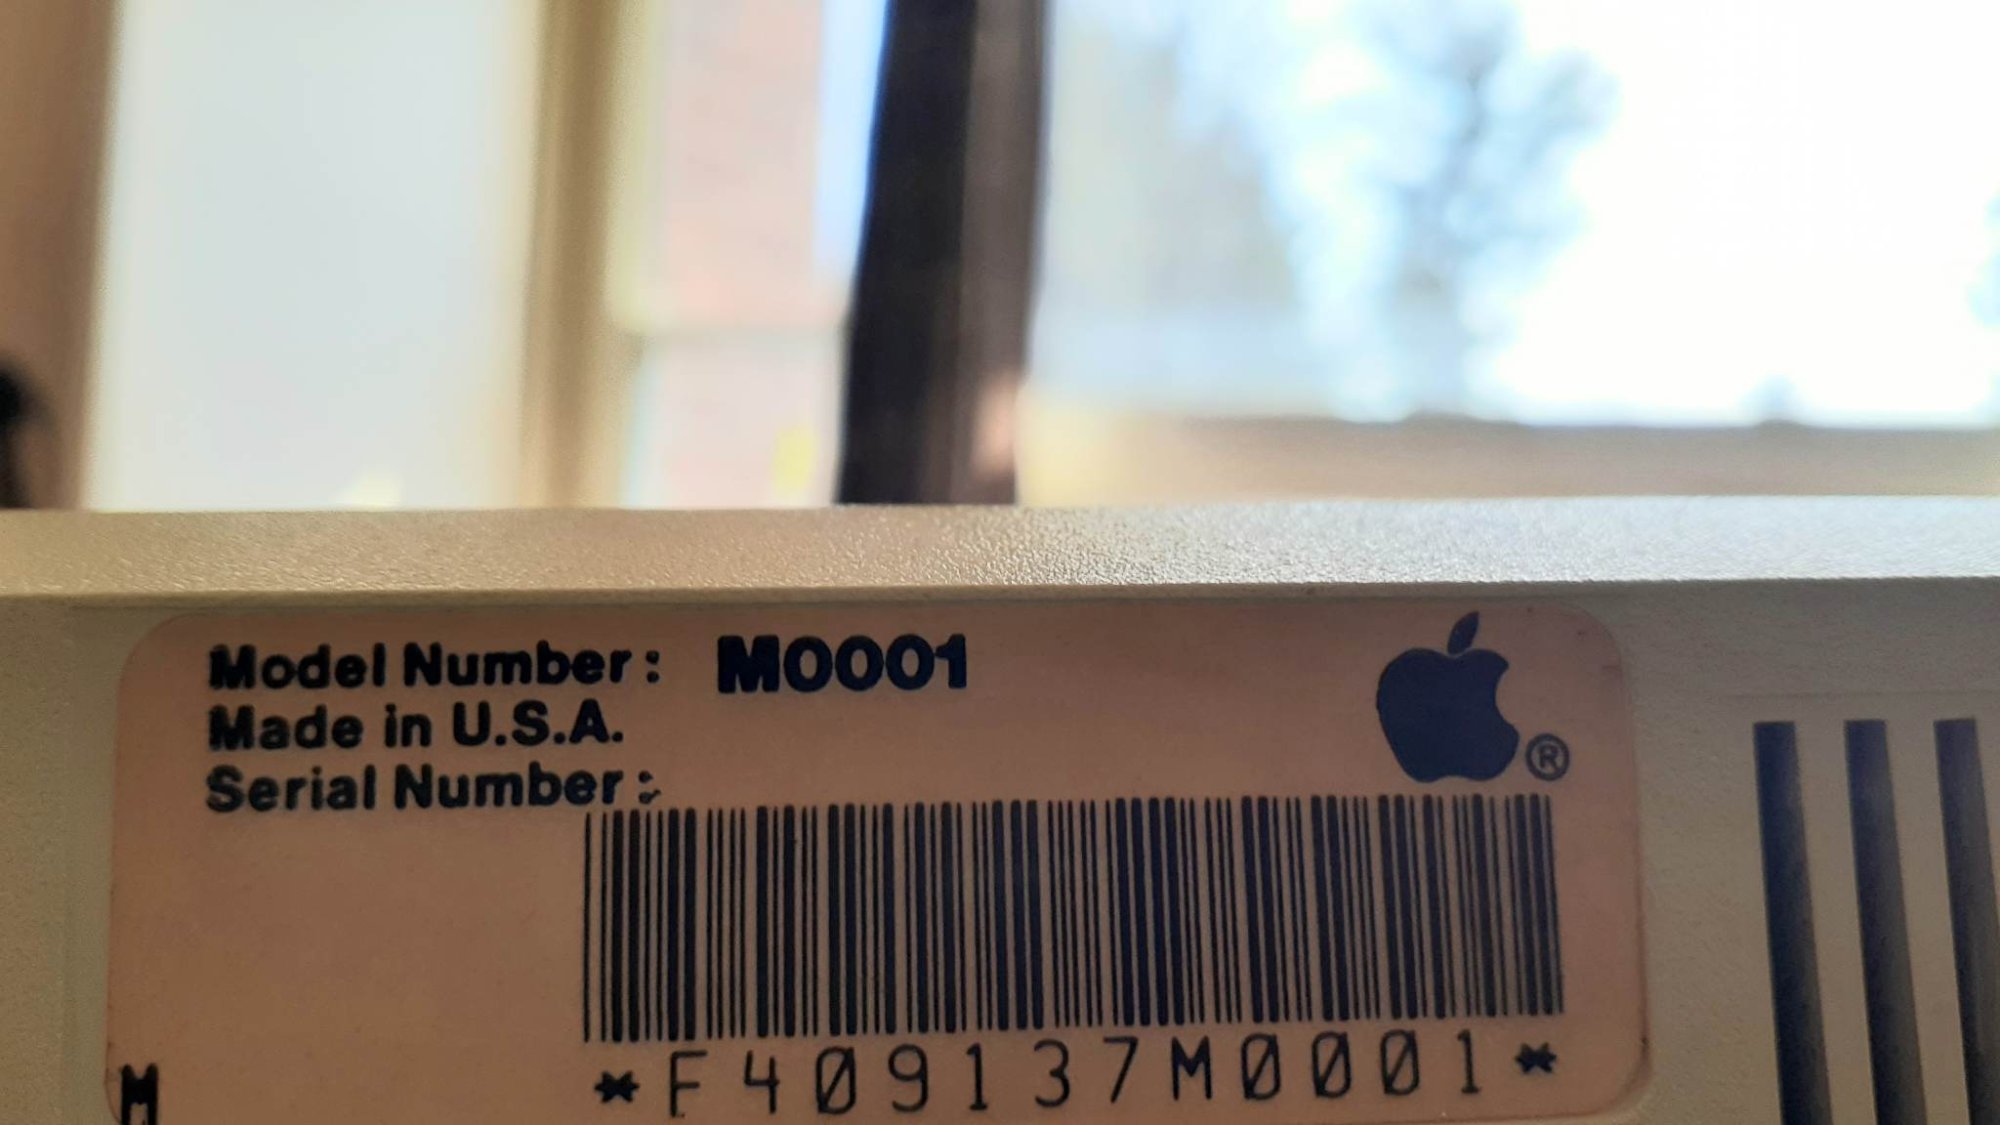 Model Number: M0001
Made in U.S.A.
Serial Number:
®
*F409137M0001*
M